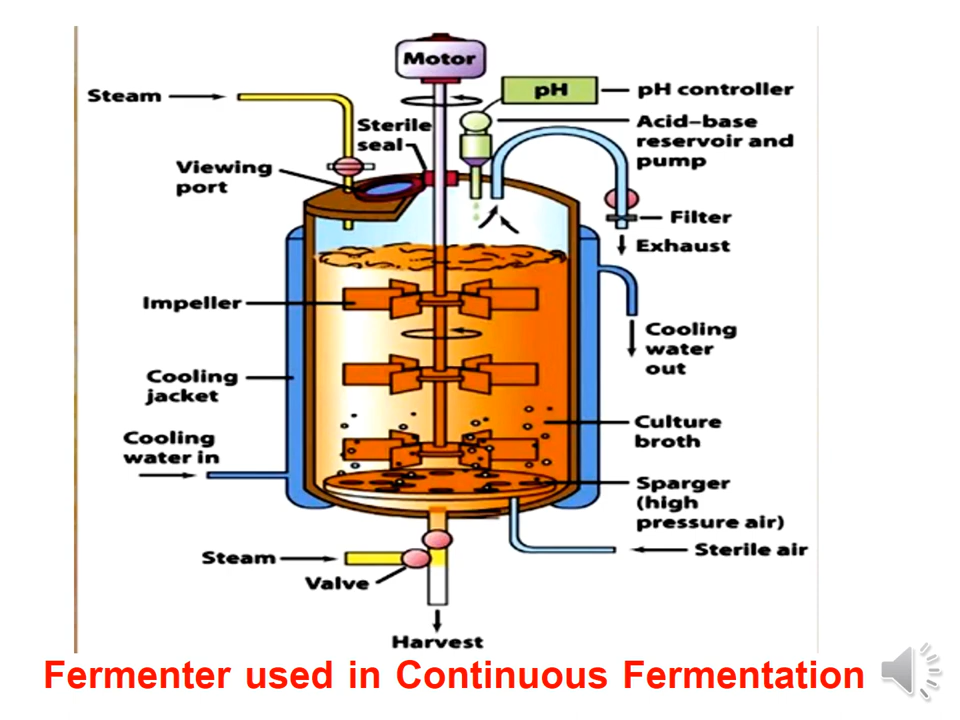 Motor
Steam
pH
pH controller
Sterile
seal
Acid–base
reservoir and
pump
Viewing
port
Filter
Exhaust
Impeller
Cooling
water
out
Cooling
jacket
Culture
broth
Cooling
water in
Sparger
(high
pressure air)
Steam
Sterile air
Valve
Harvest
Fermenter used in Continuous Fermentation